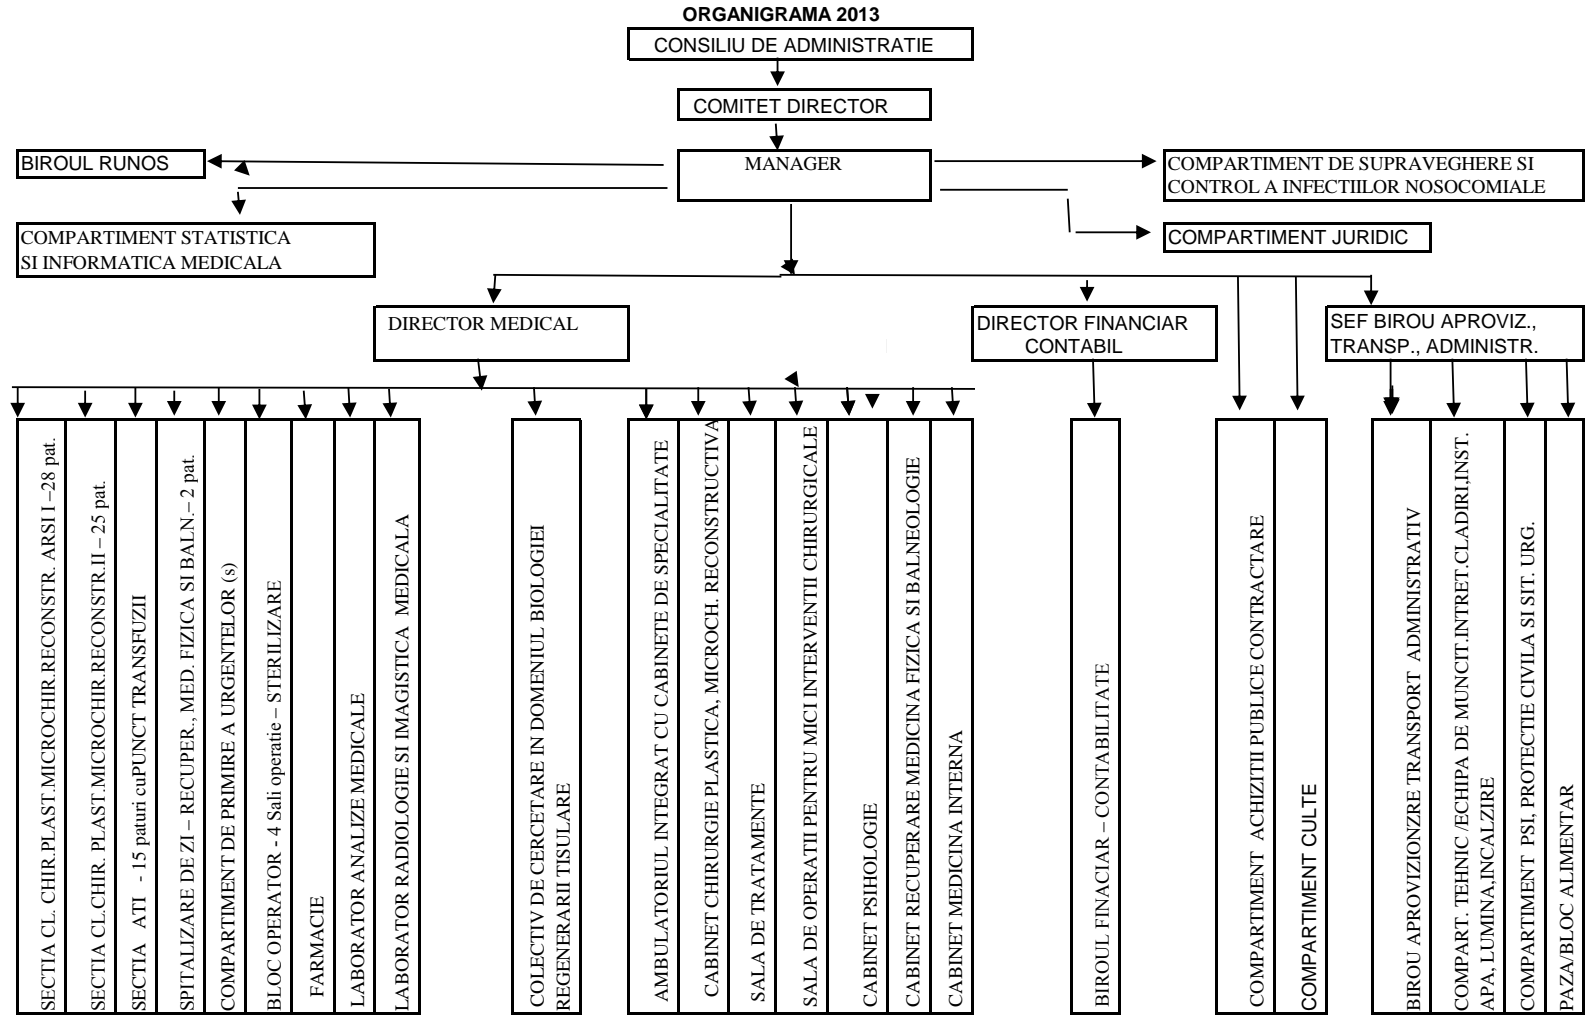 ORGANIGRAMA 2013
CONSILIU DE ADMINISTRATIE
COMITET DIRECTOR
BIROUL RUNOS
MANAGER
COMPARTIMENT DE SUPRAVEGHERE SI
CONTROL A INFECTIILOR NOSOCOMIALE
COMPARTIMENT STATISTICA
SI INFORMATICA MEDICALA
COMPARTIMENT JURIDIC
DIRECTOR MEDICAL
DIRECTOR FINANCIAR
CONTABIL
SEF BIROU APROVIZ.,
TRANSP., ADMINISTR.
SECTIA CL. CHIR.PLAST.MICROCHIR.RECONSTR. ARSI I –28 pat.
SECTIA CL.CHIR. PLAST.MICROCHIR.RECONSTR.II – 25 pat.
SECTIA ATI - 15 paturi cuPUNCT TRANSFUZII
SPITALIZARE DE ZI – RECUPER., MED. FIZICA SI BALN.– 2 pat.
COMPARTIMENT DE PRIMIRE A URGENTELOR (s)
BLOC OPERATOR - 4 Sali operatie – STERILIZARE
FARMACIE
LABORATOR ANALIZE MEDICALE
LABORATOR RADIOLOGIE SI IMAGISTICA MEDICALA
COLECTIV DE CERCETARE IN DOMENIUL BIOLOGIEI
REGENERARII TISULARE
AMBULATORIUL INTEGRAT CU CABINETE DE SPECIALITATE
CABINET CHIRURGIE PLASTICA, MICROCH. RECONSTRUCTIVA
SALA DE TRATAMENTE
SALA DE OPERATII PENTRU MICI INTERVENTII CHIRURGICALE
CABINET PSIHOLOGIE
CABINET RECUPERARE MEDICINA FIZICA SI BALNEOLOGIE
CABINET MEDICINA INTERNA
BIROUL FINACIAR – CONTABILITATE
COMPARTIMENT ACHIZITII PUBLICE CONTRACTARE
COMPARTIMENT CULTE
BIROU APROVIZIONZRE TRANSPORT ADMINISTRATIV
COMPART. TEHNIC /ECHIPA DE MUNCIT.INTRET.CLADIRI,INST.
APA, LUMINA,INCALZIRE
COMPARTIMENT PSI, PROTECTIE CIVILA SI SIT. URG.
PAZA/BLOC ALIMENTAR